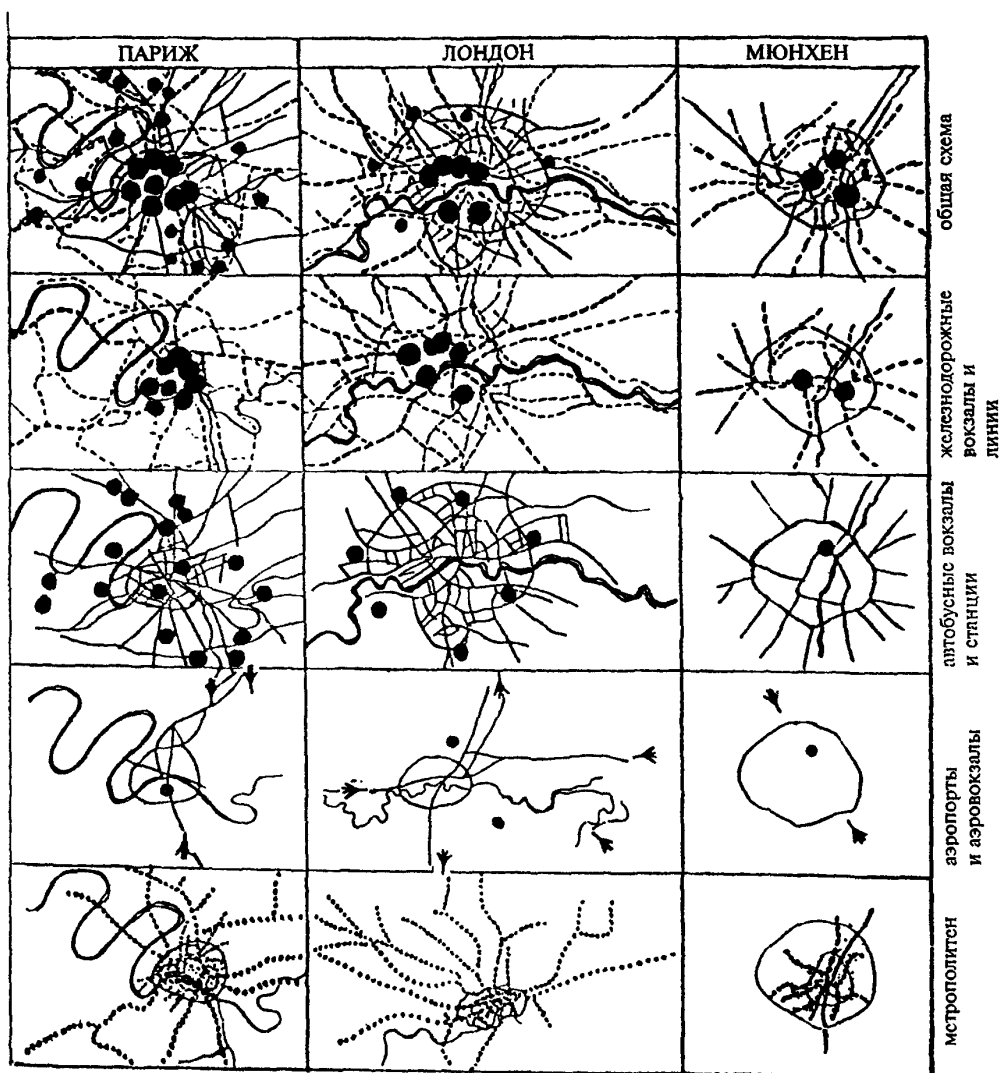 ПАРИЖ
ЛОНДОН
МЮНХЕН
общая схема
железнодорожные
вокзалы и
линии
автобусные вокзалы
и станции
аэропорты
и аэровокзалы
метрополитен